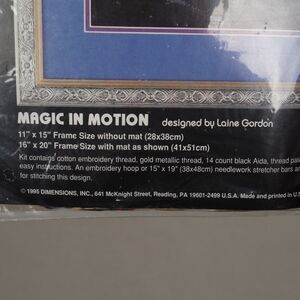 MAGIC IN MOTION designed by Laine Gordon
11" x 15" Frame Size without mat (28x38cm)
16" x 20" Frame Size with mat as shown (41x51cm)
Kit contains cotton embroidery thread, gold metallic thread, 14 count black Aida, thread
easy instructions. An embroidery hoop or 15" x 19" (38x48cm) needlework stretcher bars
for stitching this design.
© 1995 DIMENSIONS, INC., 641 McKnight Street, Reading, PA 19601-2499 U.S.A. Made and printed in U.S.